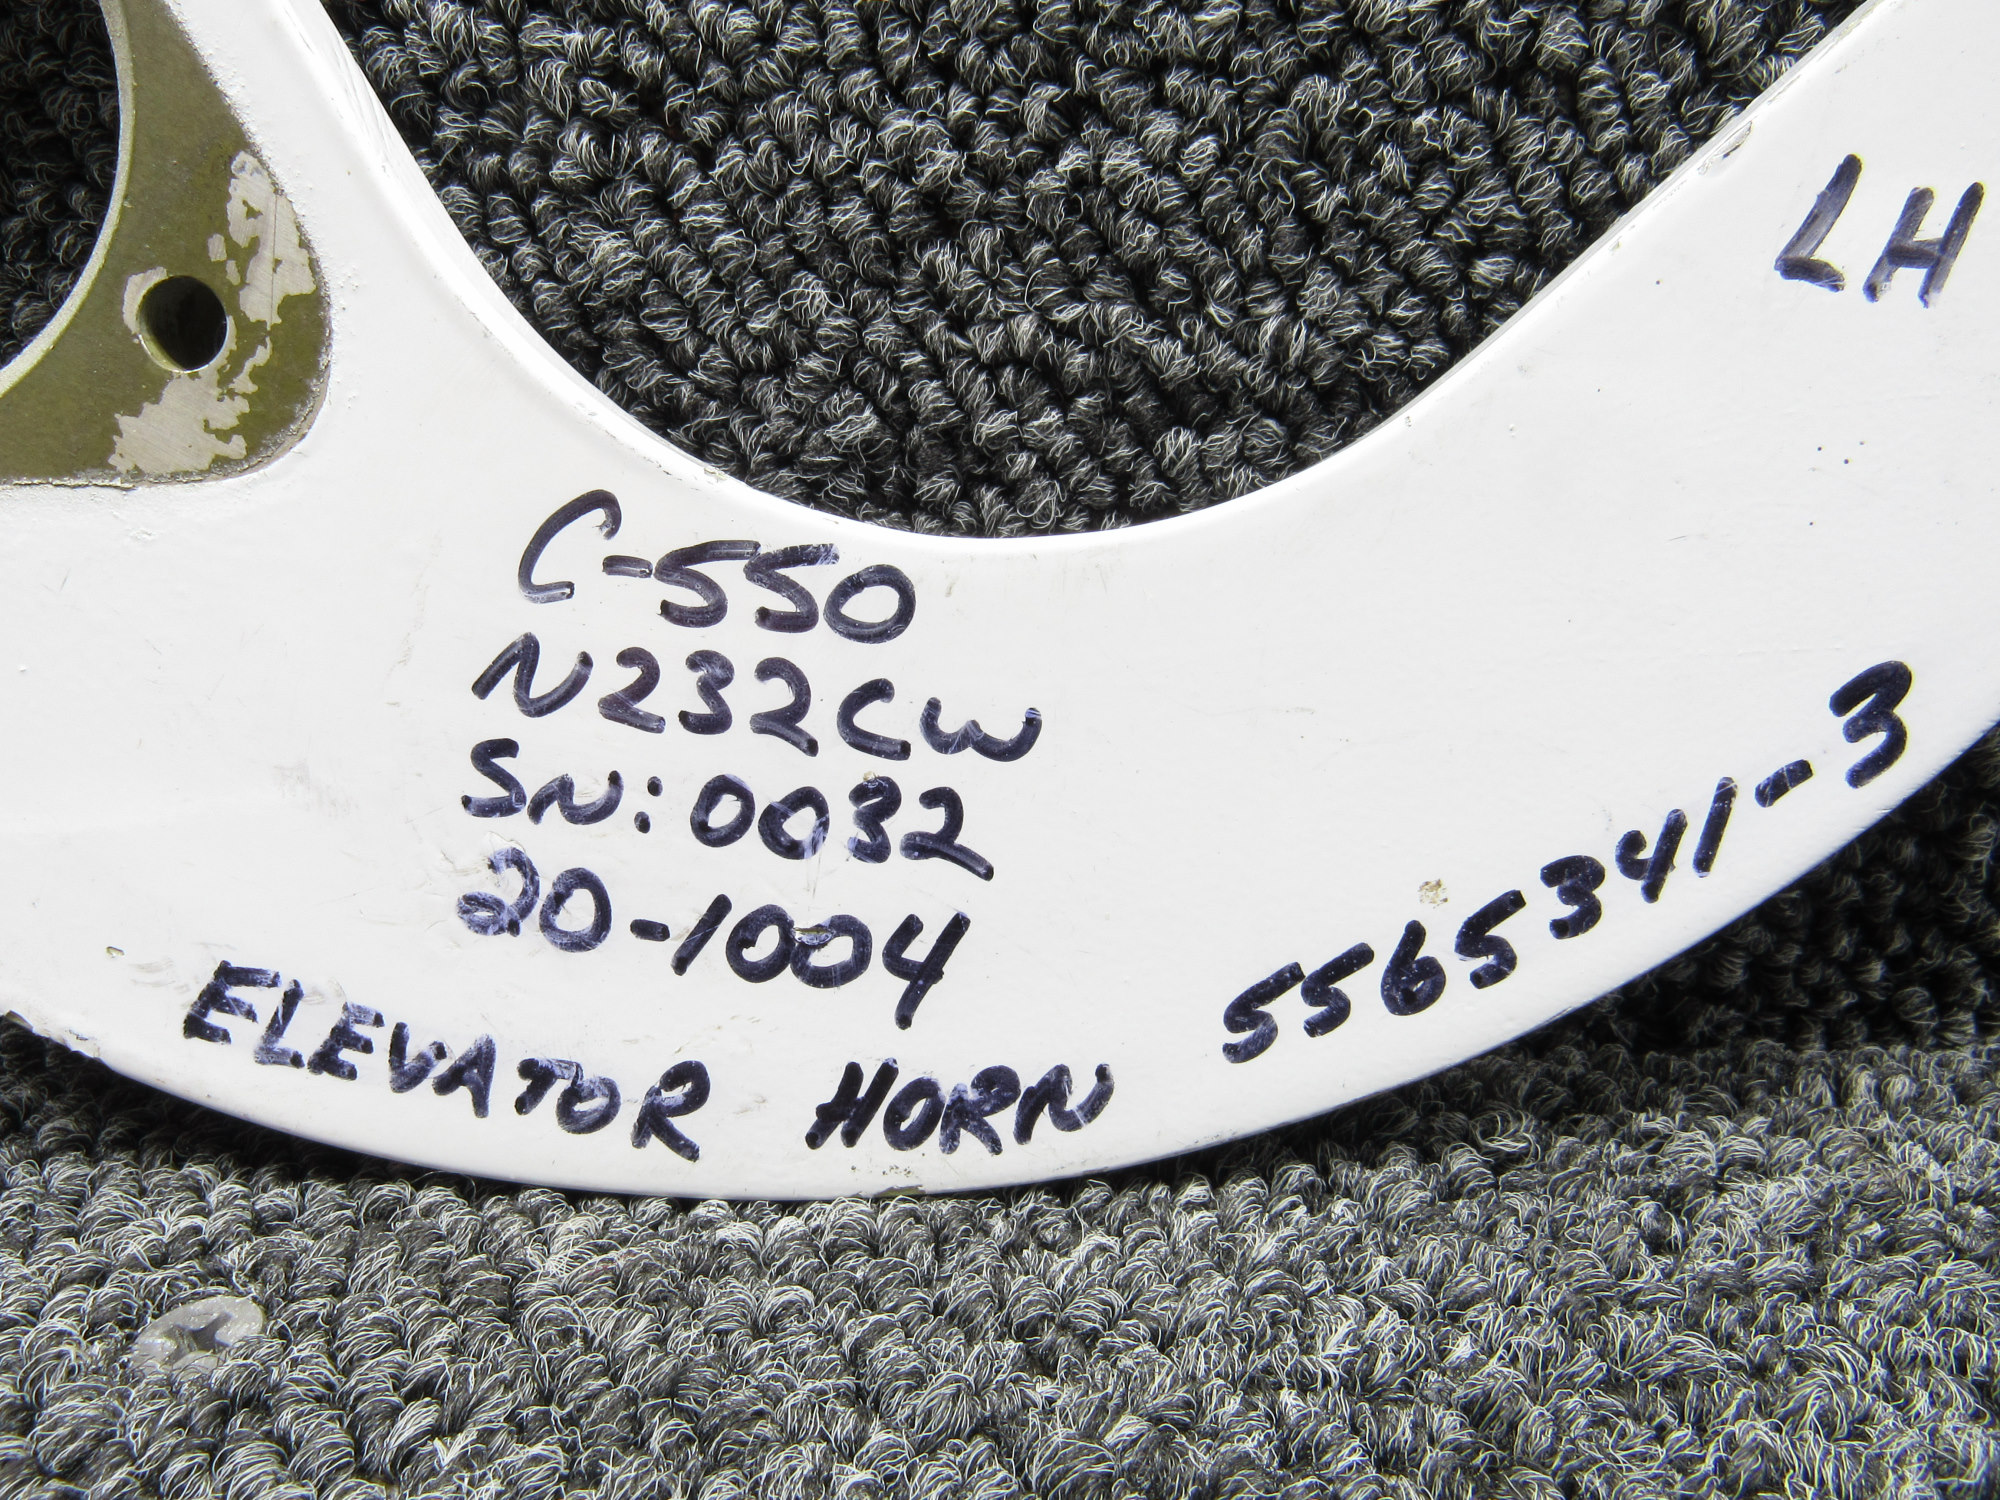 LH
C-550
N232CW
SN: 0032
20-1004
ELEVATOR HORN 5565341-3